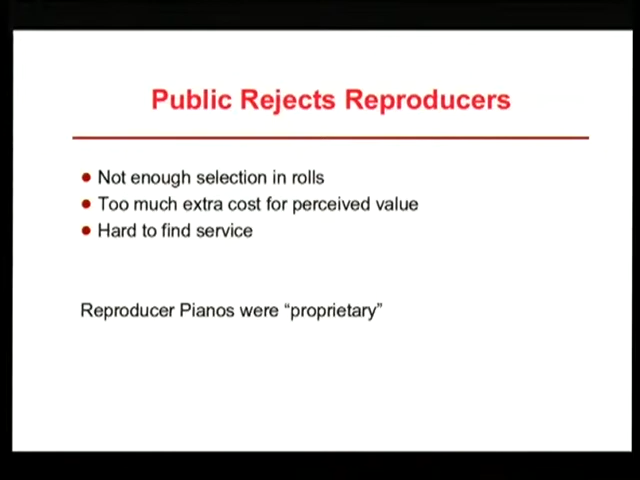 Public Rejects Reproducers
Not enough selection in rolls
Too much extra cost for perceived value
Hard to find service
Reproducer Pianos were “proprietary”